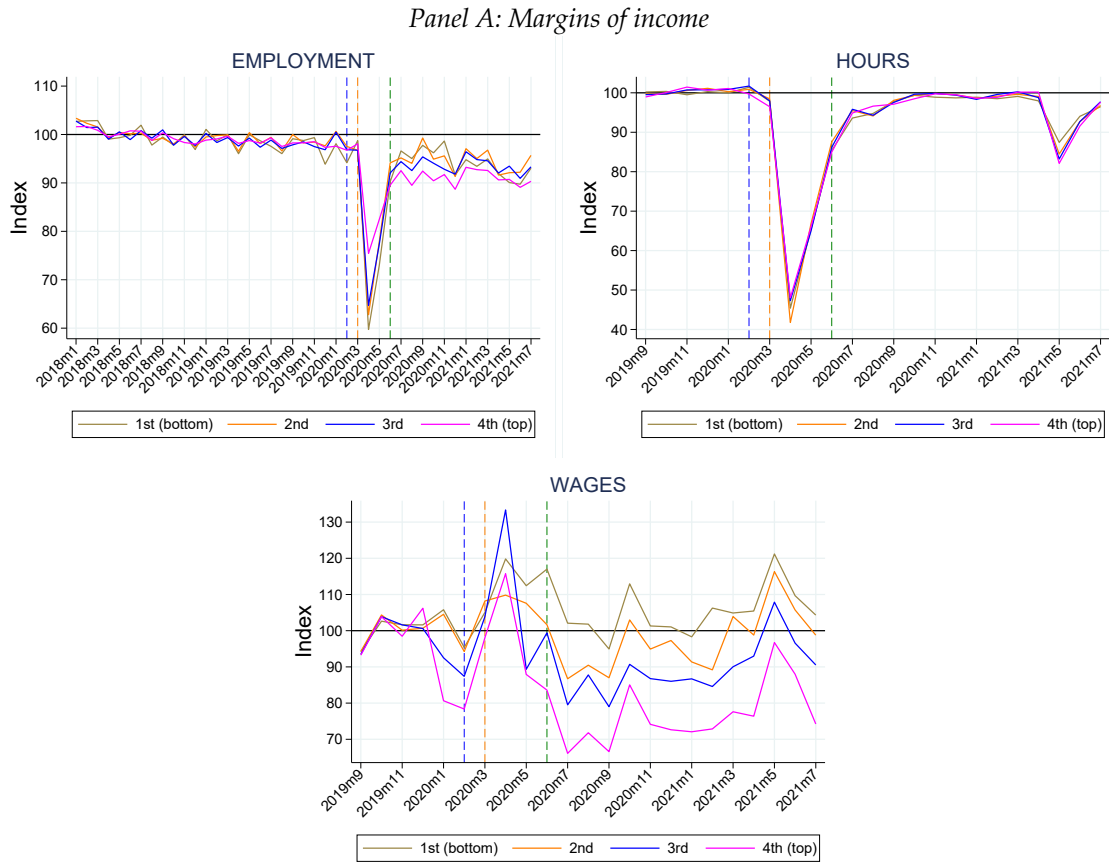 Panel A: Margins of income
EMPLOYMENT
Index
110
100
90
80
70
60
2018m1 2018m3 2018m5 2018m7 2018m9 2018m11 2019m1 2019m3 2019m5 2019m7 2019m9 2019m11 2020m1 2020m3 2020m5 2020m7 2020m9 2020m11 2021m1 2021m3 2021m5 2021m7
1st (bottom) 2nd 3rd 4th (top)
HOURS
Index
100
90
80
70
60
50
40
2019m9 2019m11 2020m1 2020m3 2020m5 2020m7 2020m9 2020m11 2021m1 2021m3 2021m5 2021m7
1st (bottom) 2nd 3rd 4th (top)
WAGES
Index
130
120
110
100
90
80
70
2019m9 2019m11 2020m1 2020m3 2020m5 2020m7 2020m9 2020m11 2021m1 2021m3 2021m5 2021m7
1st (bottom) 2nd 3rd 4th (top)